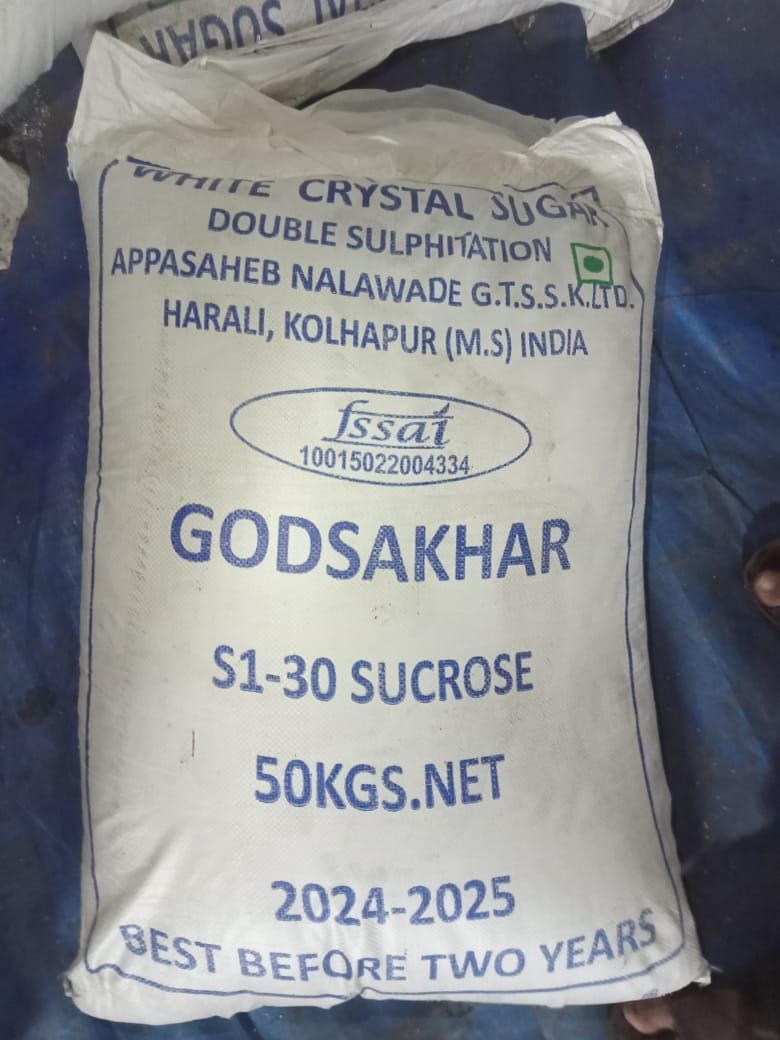 SUGAR
WHITE CRYSTAL SUGAR
DOUBLE SULPHITATION
APPASAHEB NALAWADE G.T.S.S.K.LTD.
HARALI, KOLHAPUR (M.S) INDIA
fssai
10015022004334
GODSAKHAR
S1-30 SUCROSE
50KGS.NET
2024-2025
BEST BEFORE TWO YEARS